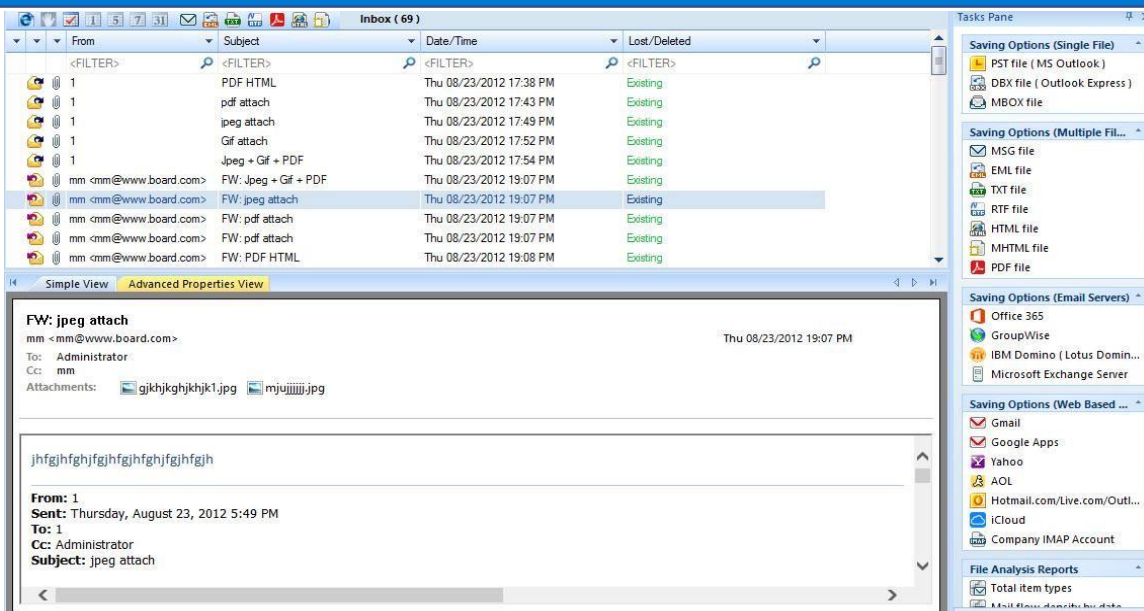 Inbox ( 69 )
From Subject Date/Time Lost/Deleted
<FILTER> <FILTER> <FILTER> <FILTER>
1 PDF HTML Thu 08/23/2012 17:38 PM Existing
1 pdf attach Thu 08/23/2012 17:43 PM Existing
1 jpeg attach Thu 08/23/2012 17:49 PM Existing
1 Gif attach Thu 08/23/2012 17:52 PM Existing
1 Jpeg + Gif + PDF Thu 08/23/2012 17:54 PM Existing
mm <mm@www.board.com> FW: Jpeg + Gif + PDF Thu 08/23/2012 19:07 PM Existing
mm <mm@www.board.com> FW: jpeg attach Thu 08/23/2012 19:07 PM Existing
mm <mm@www.board.com> FW: pdf attach Thu 08/23/2012 19:07 PM Existing
mm <mm@www.board.com> FW: pdf attach Thu 08/23/2012 19:07 PM Existing
mm <mm@www.board.com> FW: PDF HTML Thu 08/23/2012 19:08 PM Existing
Simple View Advanced Properties View
FW: jpeg attach
mm <mm@www.board.com> Thu 08/23/2012 19:07 PM
To: Administrator
Cc: mm
Attachments: gjkhjkghjkhjk1.jpg mjujjjjjj.jpg
jhfgjhfghjfgjhfgjhfghjfgjhfgjh
From: 1
Sent: Thursday, August 23, 2012 5:49 PM
To: 1
Cc: Administrator
Subject: jpeg attach
Tasks Pane
Saving Options (Single File)
PST file ( MS Outlook )
DBX file ( Outlook Express )
MBOX file
Saving Options (Multiple Fil...
MSG file
EML file
TXT file
RTF file
HTML file
MHTML file
PDF file
Saving Options (Email Servers)
Office 365
GroupWise
IBM Domino ( Lotus Domin...
Microsoft Exchange Server
Saving Options (Web Based ...
Gmail
Google Apps
Yahoo
AOL
Hotmail.com/Live.com/Outl...
iCloud
Company IMAP Account
File Analysis Reports
Total item types
Mail flow density by date